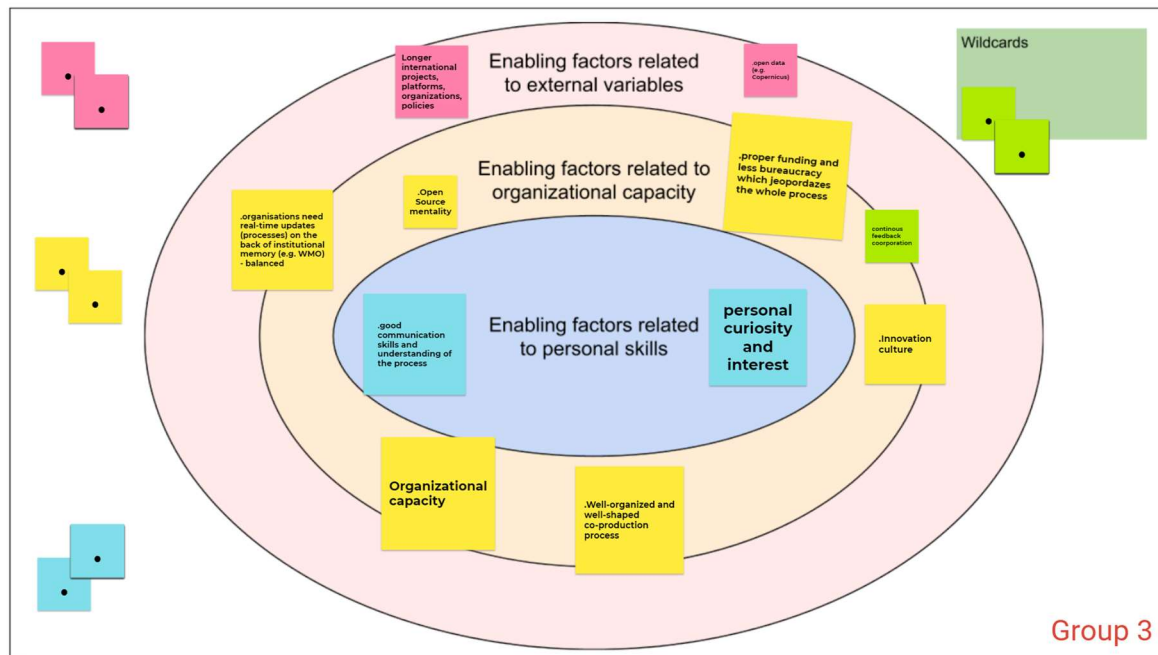 Longer
international
projects,
platforms,
organizations,
policies
Enabling factors related
to external variables
.open data
(e.g.
Copernicus)
Wildcards
Enabling factors related to
organizational capacity
.proper funding and
less bureaucracy
which jeopordazes
the whole process
.Open
Source
mentality
.organisations need
real-time updates
(processes) on the
back of institutional
memory (e.g. WMO)
- balanced
continous
feedback
coorporation
Enabling factors related
to personal skills
.good
communication
skills and
understanding of
the process
personal
curiosity
and
interest
.Innovation
culture
Organizational
capacity
.Well-organized and
well-shaped
co-production
process
Group 3